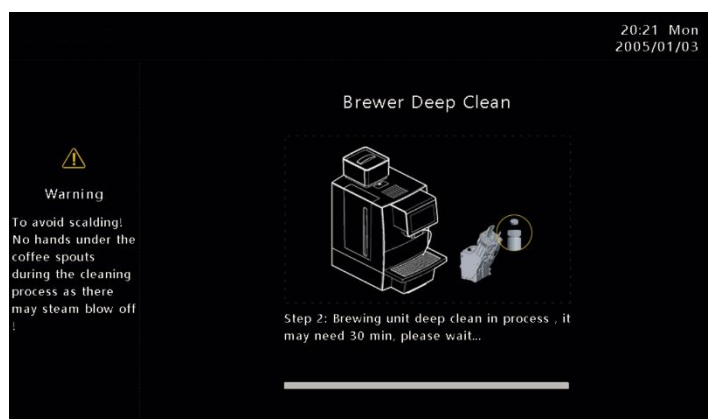 20:21 Mon
2005/01/03
Brewer Deep Clean
Warning
To avoid scalding!
No hands under the
coffee spouts
during the cleaning
process as there
may steam blow off
!
Step 2: Brewing unit deep clean in process , it
may need 30 min, please wait...